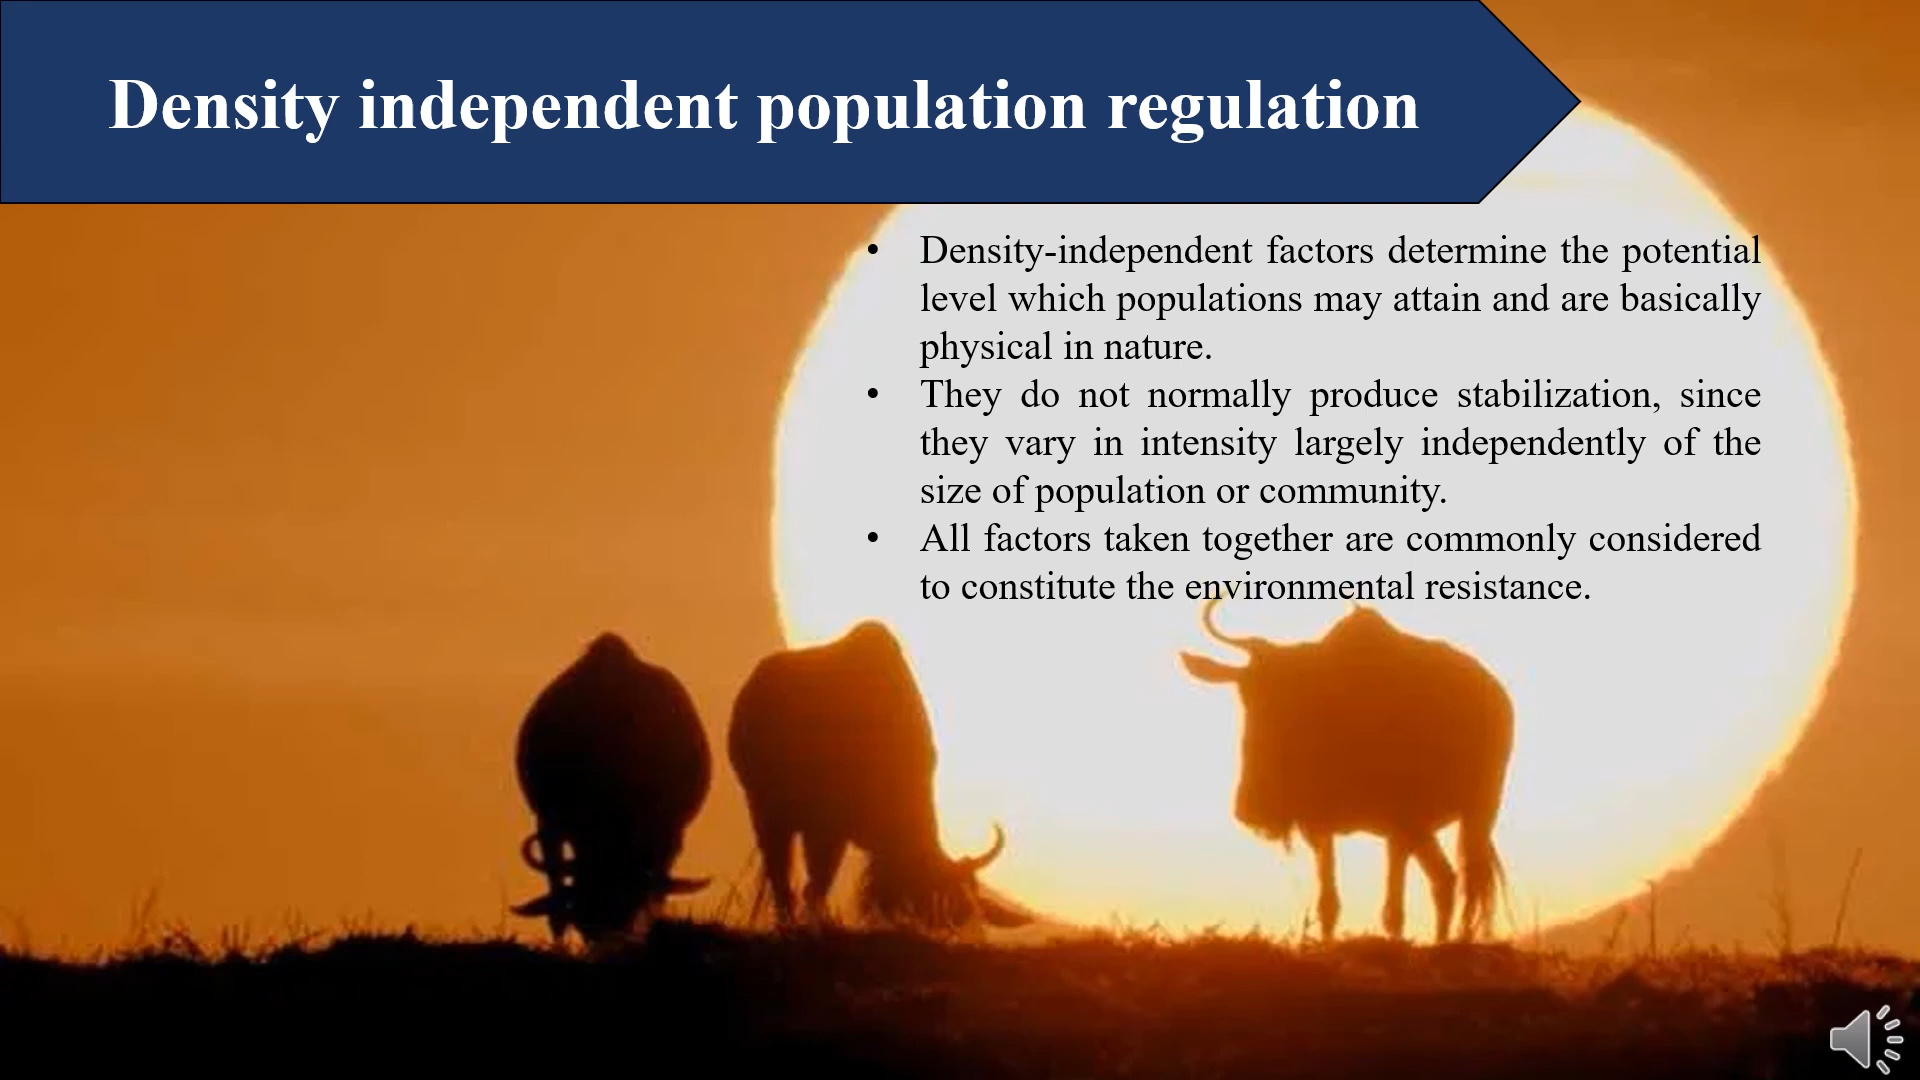 Density independent population regulation
• Density-independent factors determine the potential
level which populations may attain and are basically
physical in nature.
• They do not normally produce stabilization, since
they vary in intensity largely independently of the
size of population or community.
• All factors taken together are commonly considered
to constitute the environmental resistance.